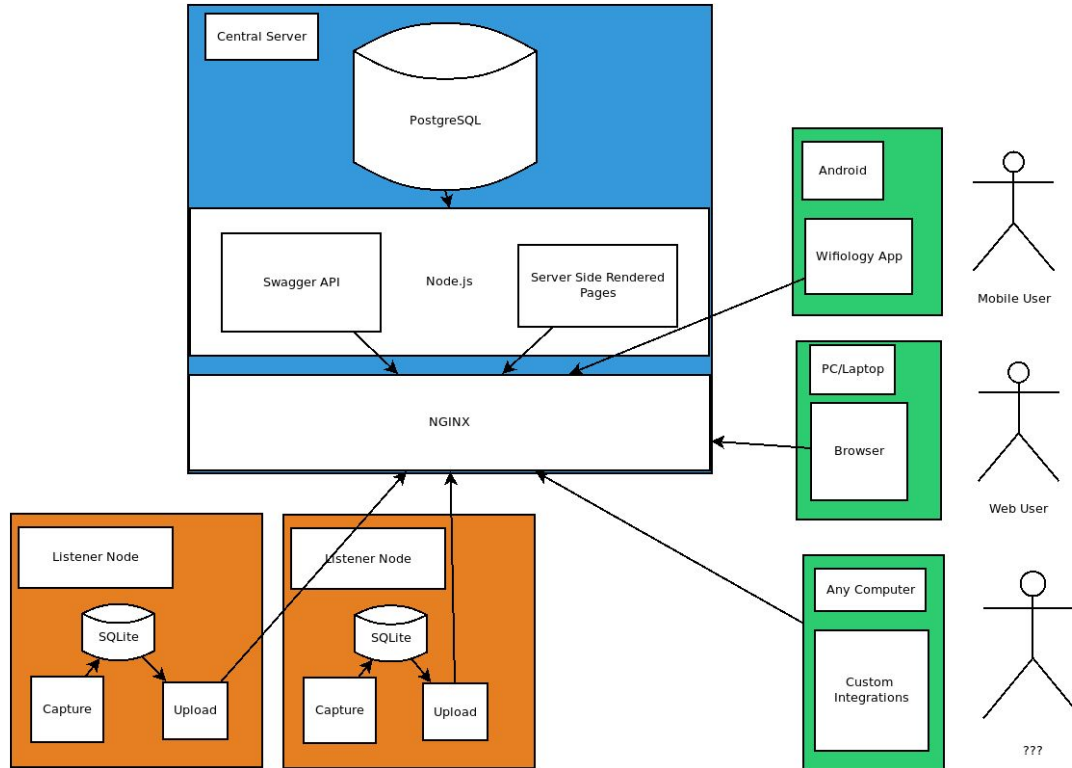 Central Server
PostgreSQL
Swagger API
Node.js
Server Side Rendered
Pages
NGINX
Android
Wifiology App
Mobile User
PC/Laptop
Browser
Web User
Any Computer
Custom
Integrations
???
Listener Node
SQLite
Capture
Upload
Listener Node
SQLite
Capture
Upload